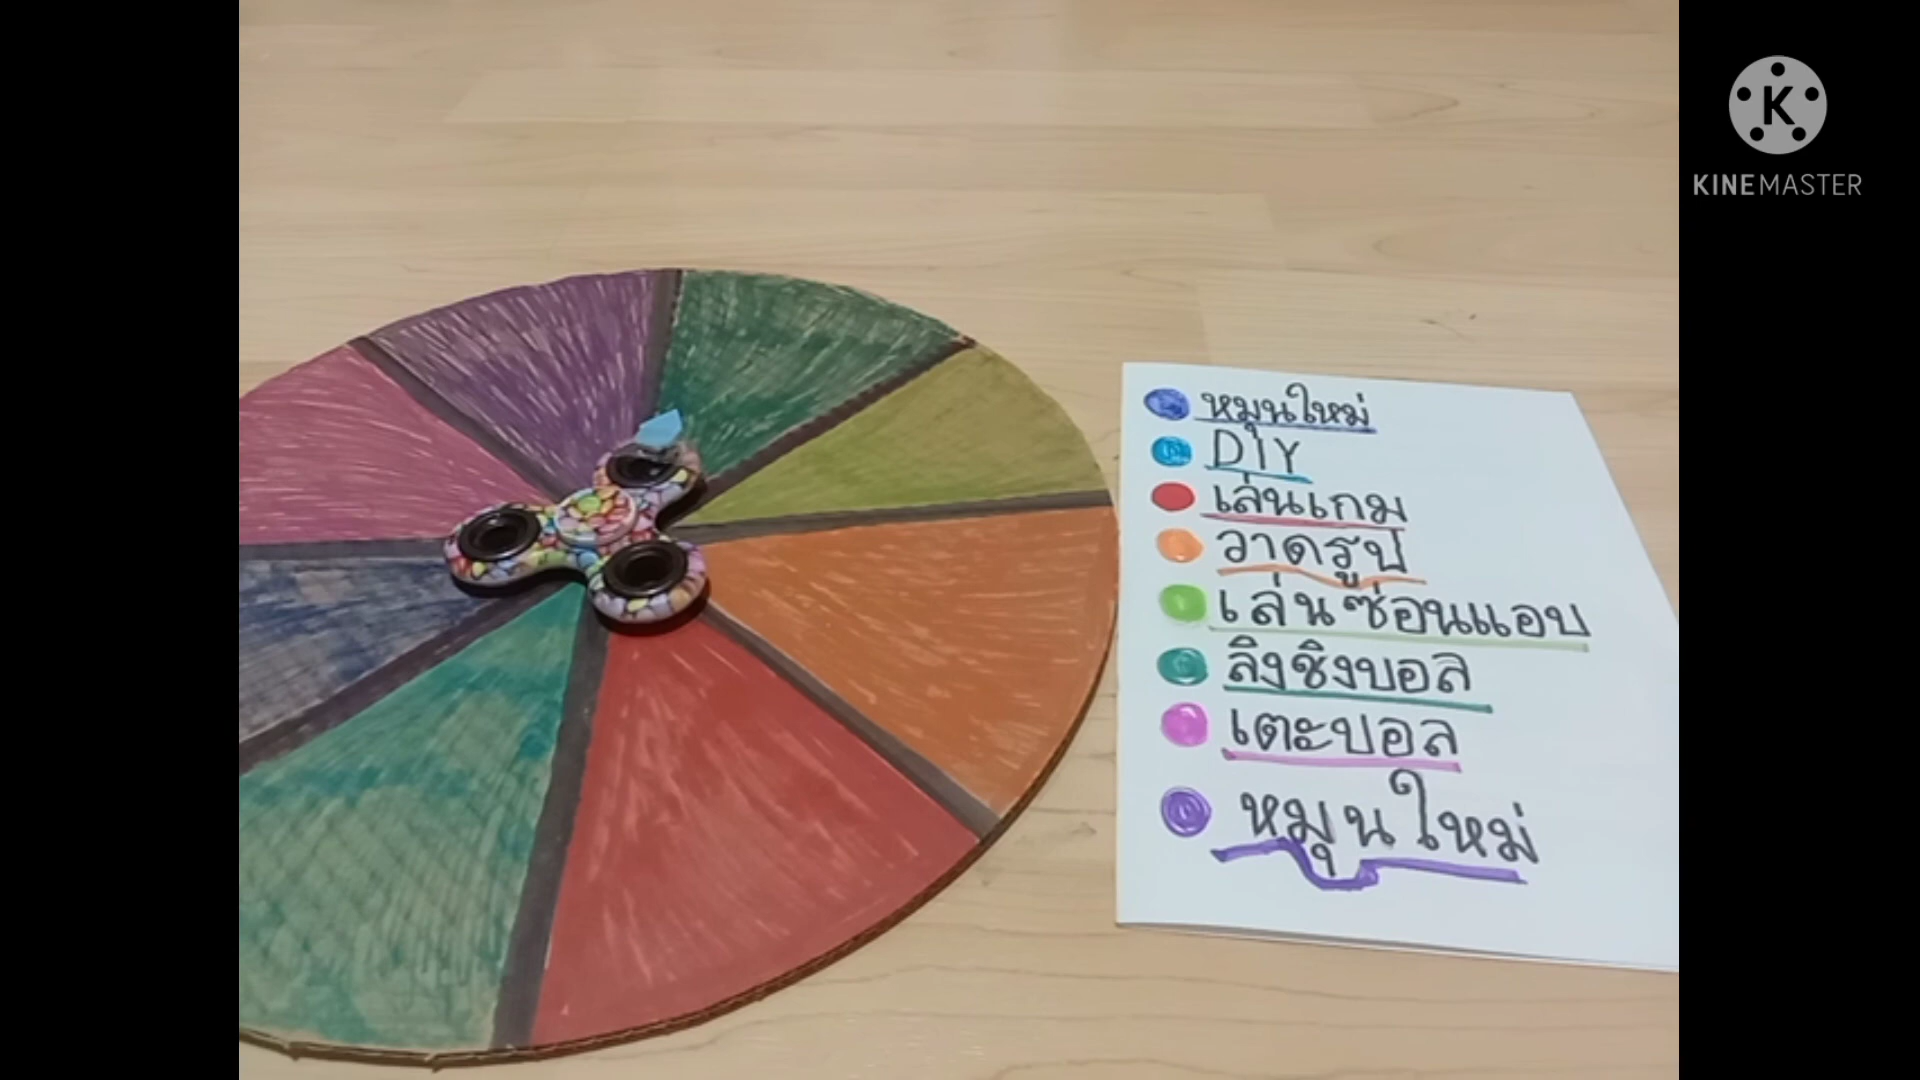 หมุนใหม่
DIY
เล่นเกม
วาดรูป
เล่นซ่อนแอบ
ลิงชิงบอล
เตะบอล
หมุนใหม่
K
KINEMASTER